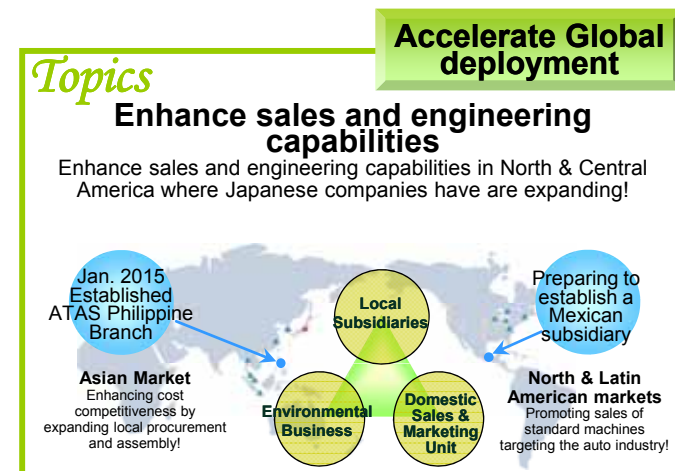 Accelerate Global
deployment
Topics
Enhance sales and engineering
capabilities
Enhance sales and engineering capabilities in North & Central
America where Japanese companies have are expanding!
Jan. 2015
Established
ATAS Philippine
Branch
Preparing to
establish a
Mexican
subsidiary
Local
Subsidiaries
Asian Market
Enhancing cost
competitiveness by
expanding local procurement
and assembly!
Environmental
Business
Domestic
Sales &
Marketing
Unit
North & Latin
American markets
Promoting sales of
standard machines
targeting the auto industry!